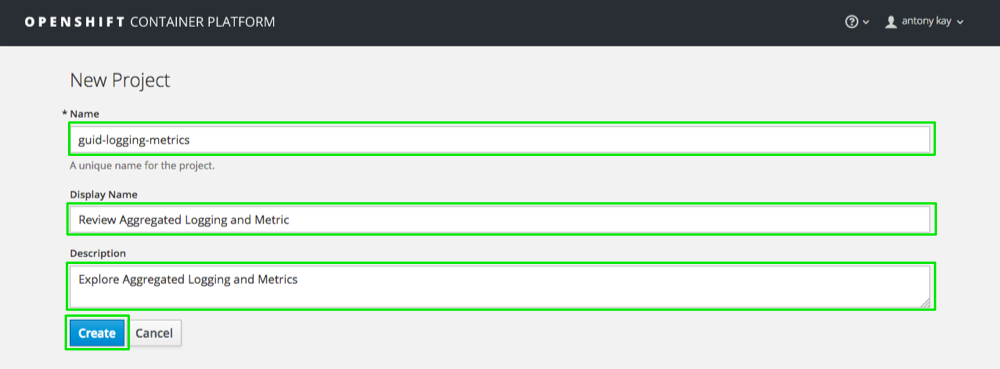 OPENSHIFT CONTAINER PLATFORM
antony kay
New Project
* Name
guid-logging-metrics
A unique name for the project.
Display Name
Review Aggregated Logging and Metric
Description
Explore Aggregated Logging and Metrics
Create Cancel